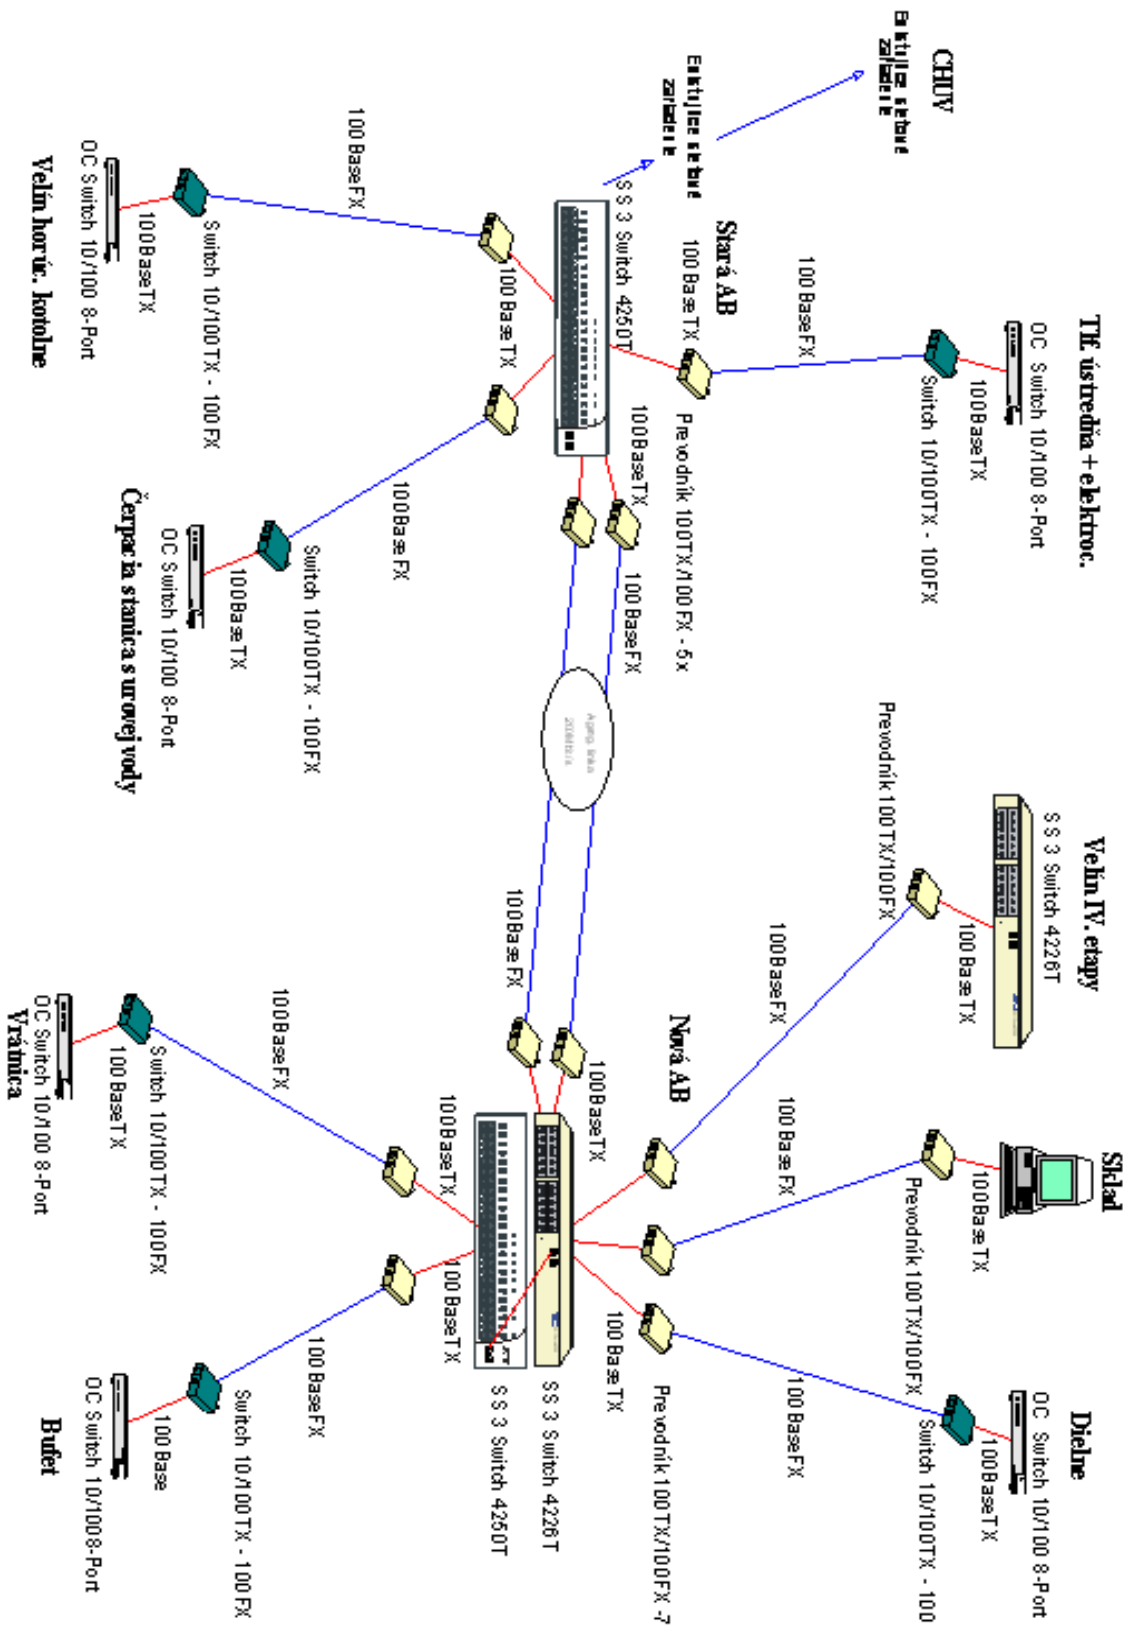 CHUV
Existujúce sieťové
zariadenie
Existujúce sieťové
zariadenie
Tlf. ústredňa + elektroc.
OC Switch 10/100 8-Port
100BaseTX
Switch 10/100TX - 100FX
100BaseFX
Stará AB
100BaseTX
Prevodník 100TX/100FX - 5x
SS 3 Switch 4250T
100BaseTX
100BaseFX
100BaseTX
100BaseFX
Switch 10/100TX - 100FX
100BaseTX
OC Switch 10/100 8-Port
Velín horúc. kotolne
100BaseFX
Switch 10/100TX - 100FX
100BaseTX
OC Switch 10/100 8-Port
Čerpacia stanica surovej vody
Velín IV. etapy
SS 3 Switch 4226T
100BaseTX
Prevodník 100TX/100FX
100BaseFX
Sklad
100BaseTX
Prevodník 100TX/100FX
100BaseFX
Dielne
OC Switch 10/100 8-Port
100BaseTX
Switch 10/100TX - 100
100BaseFX
Nová AB
100BaseTX
100BaseFX
100BaseTX
Prevodník 100TX/100FX -7
SS 3 Switch 4226T
SS 3 Switch 4250T
100BaseTX
100BaseTX
100BaseFX
Switch 10/100TX - 100FX
100BaseTX
OC Switch 10/100 8-Port
Vrátnica
100BaseFX
Switch 10/100TX - 100FX
100Base
OC Switch 10/1008-Port
Bufet